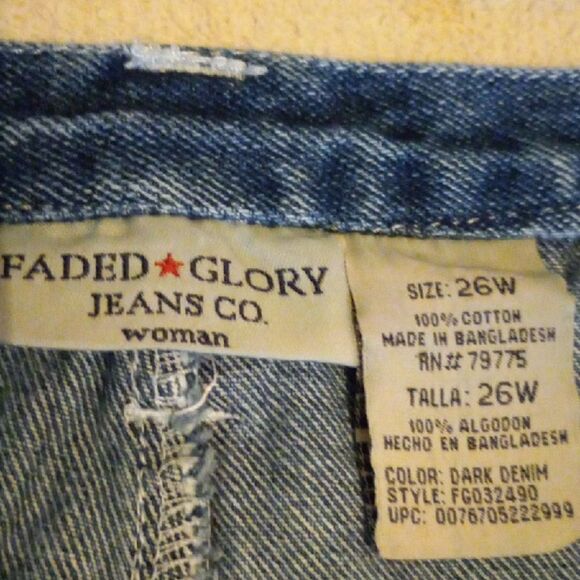 FADED★GLORY
JEANS CO.
woman
SIZE: 26W
100% COTTON
MADE IN BANGLADESH
RN# 79775
TALLA: 26W
100% ALGODON
HECHO EN BANGLADESH
COLOR: DARK DENIM
STYLE: FG032490
UPC: 0076705222999